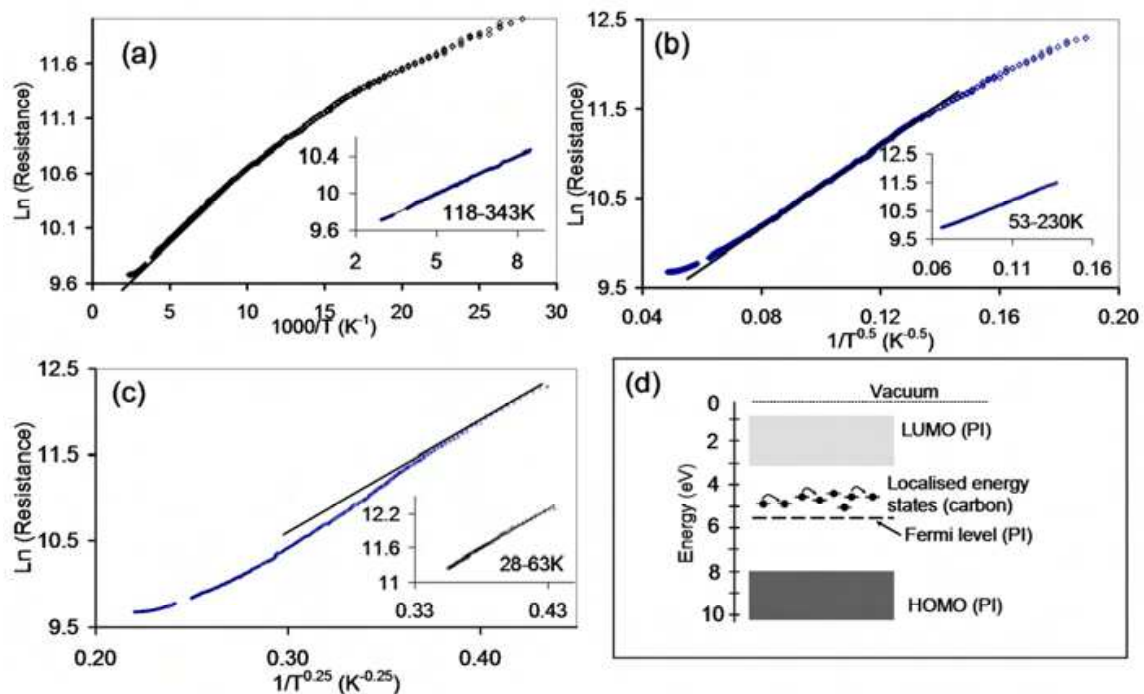 (a)
Ln (Resistance)
11.6
11.1
10.6
10.1
9.6
0
5
10
15
20
25
30
1000/T (K⁻¹)
10.4
10
9.6
2
5
8
118-343K
(b)
Ln (Resistance)
12.5
11.5
10.5
9.5
0.04
0.08
0.12
0.16
0.20
1/T⁰·⁵ (K⁻⁰·⁵)
12.5
11.5
10.5
9.5
0.06
0.11
0.16
53-230K
(c)
Ln (Resistance)
12.5
11.5
10.5
9.5
0.20
0.30
0.40
1/T⁰·²⁵ (K⁻⁰·²⁵)
12.2
11.6
11
0.33
0.43
28-63K
(d)
Energy (eV)
0
2
4
6
8
10
Vacuum
LUMO (PI)
Localised energy
states (carbon)
Fermi level (PI)
HOMO (PI)